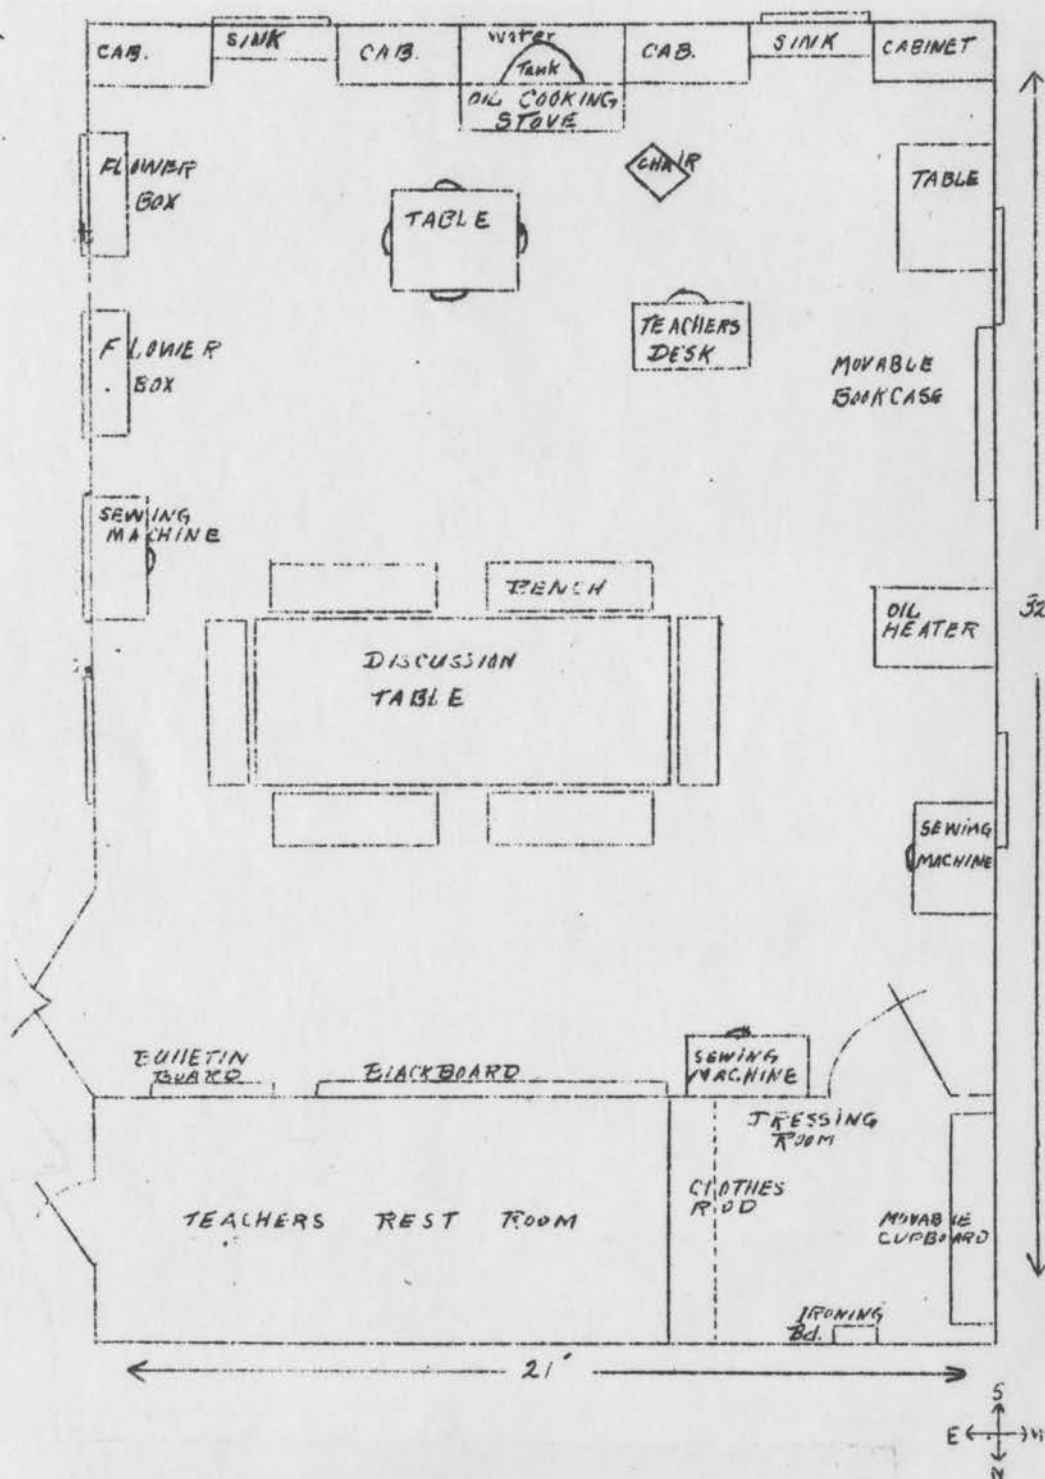 CAB.
SINK
CAB.
Water
Tank
OIL COOKING
STOVE
CAB.
SINK
CABINET
FLOWER
BOX
TABLE
CHAIR
TABLE
FLOWER
BOX
TEACHERS
DESK
MOVABLE
BOOKCASE
SEWING
MACHINE
BENCH
DISCUSSION
TABLE
OIL
HEATER
32
SEWING
MACHINE
BULLETIN
BOARD
BLACKBOARD
SEWING
MACHINE
DRESSING
ROOM
CLOTHES
ROD
TEACHERS REST ROOM
MOVABLE
CUPBOARD
IRONING
Bd.
21'
S
E
N